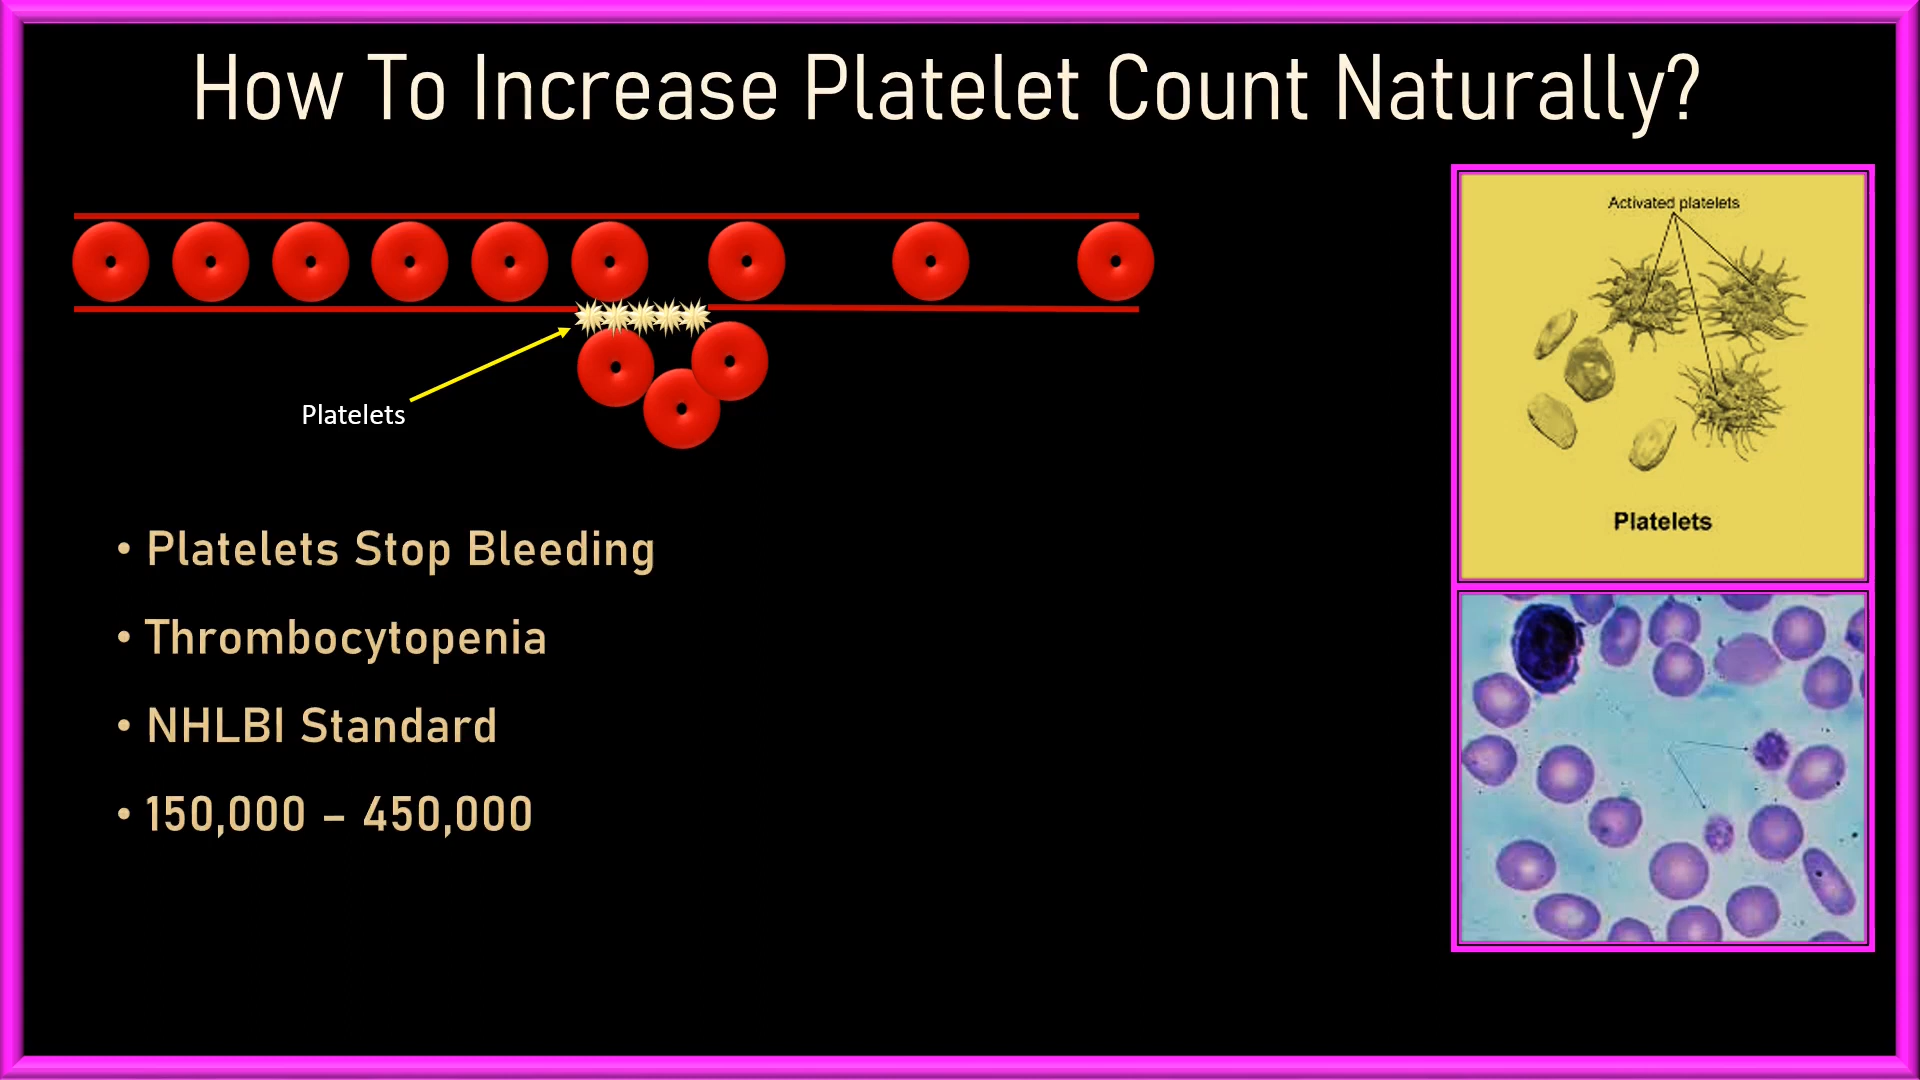 How To Increase Platelet Count Naturally?
Platelets
• Platelets Stop Bleeding
• Thrombocytopenia
• NHLBI Standard
• 150,000 – 450,000
Activated platelets
Platelets